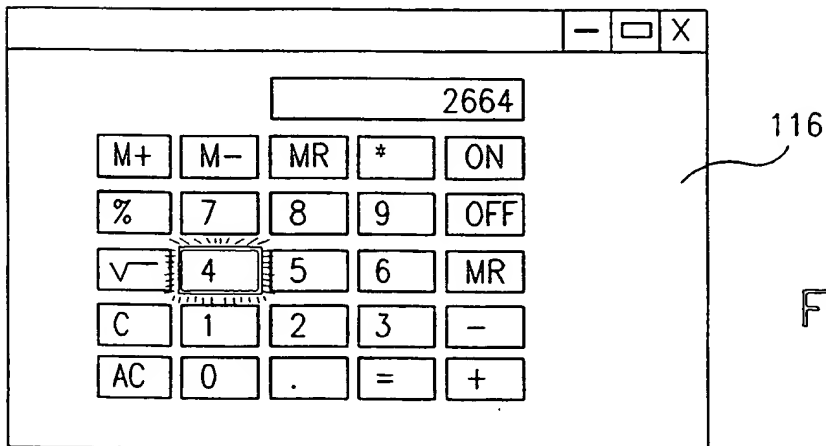 X
2664
116
M+ M- MR * ON
% 7 8 9 OFF
√ 4 5 6 MR
F
C 1 2 3 -
AC 0 . = +